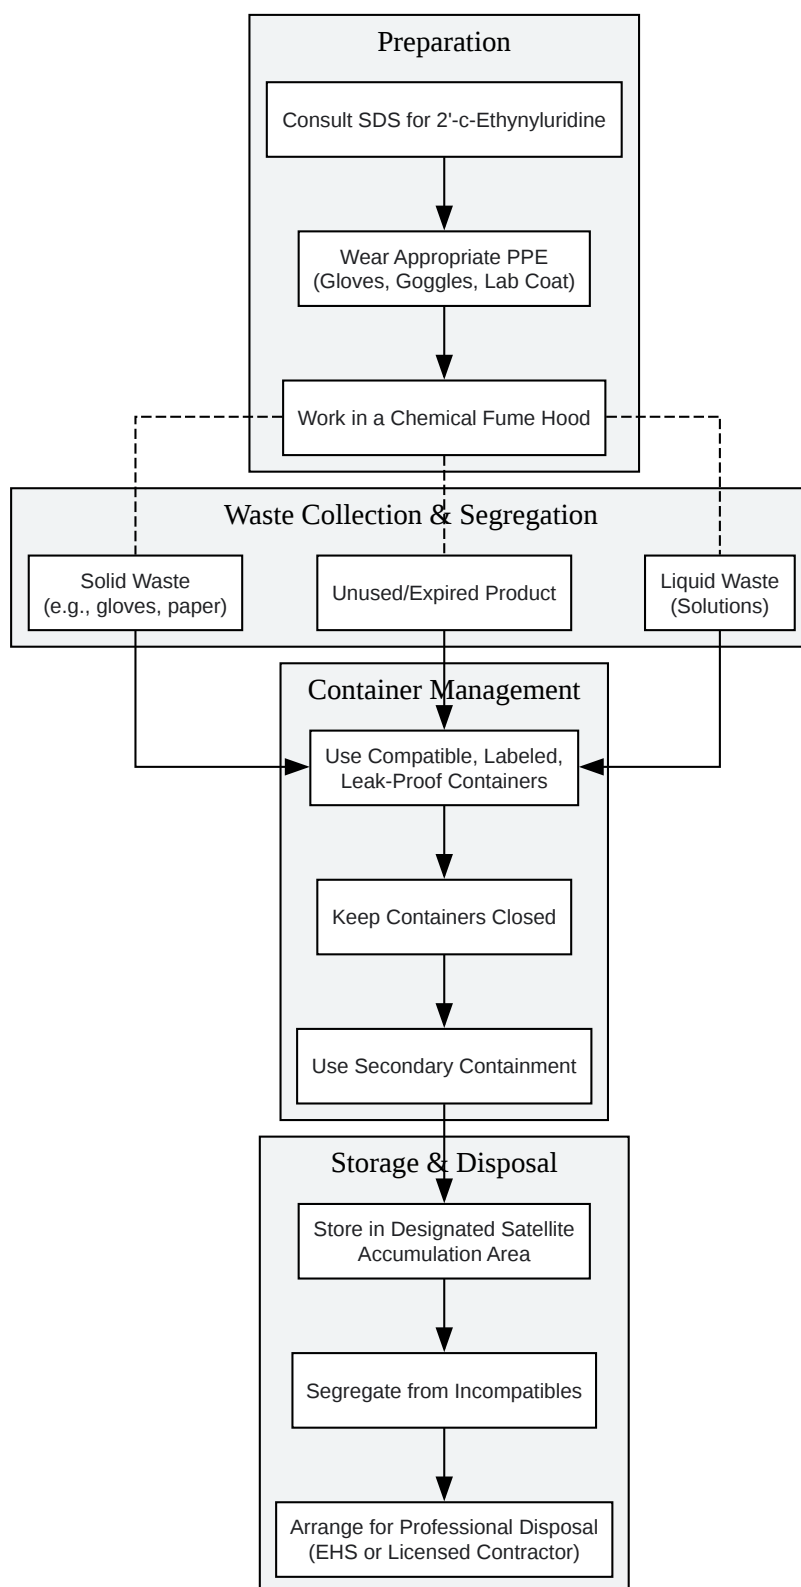 Preparation
Consult SDS for 2'-c-Ethynyluridine
Wear Appropriate PPE
(Gloves, Goggles, Lab Coat)
Work in a Chemical Fume Hood
Waste Collection & Segregation
Solid Waste
(e.g., gloves, paper)
Unused/Expired Product
Liquid Waste
(Solutions)
Container Management
Use Compatible, Labeled,
Leak-Proof Containers
Keep Containers Closed
Use Secondary Containment
Storage & Disposal
Store in Designated Satellite
Accumulation Area
Segregate from Incompatibles
Arrange for Professional Disposal
(EHS or Licensed Contractor)